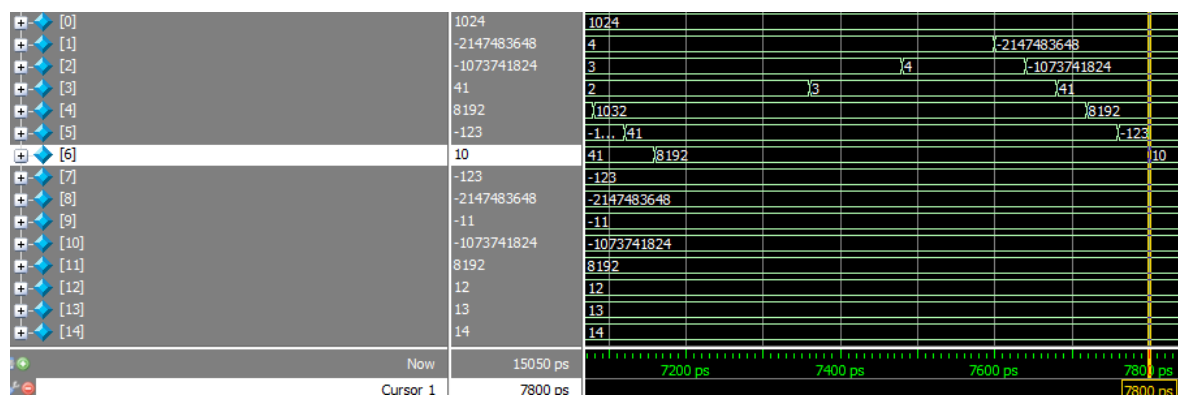 [0] 1024 1024
[1] -2147483648 4 -2147483648
[2] -1073741824 3 4 -1073741824
[3] 41 2 3 41
[4] 8192 1032 8192
[5] -123 -1... 41 -123
[6] 10 41 8192 10
[7] -123 -123
[8] -2147483648 -2147483648
[9] -11 -11
[10] -1073741824 -1073741824
[11] 8192 8192
[12] 12 12
[13] 13 13
[14] 14 14
Now 15050 ps 7200 ps 7400 ps 7600 ps 7800 ps
Cursor 1 7800 ps 7800 ps